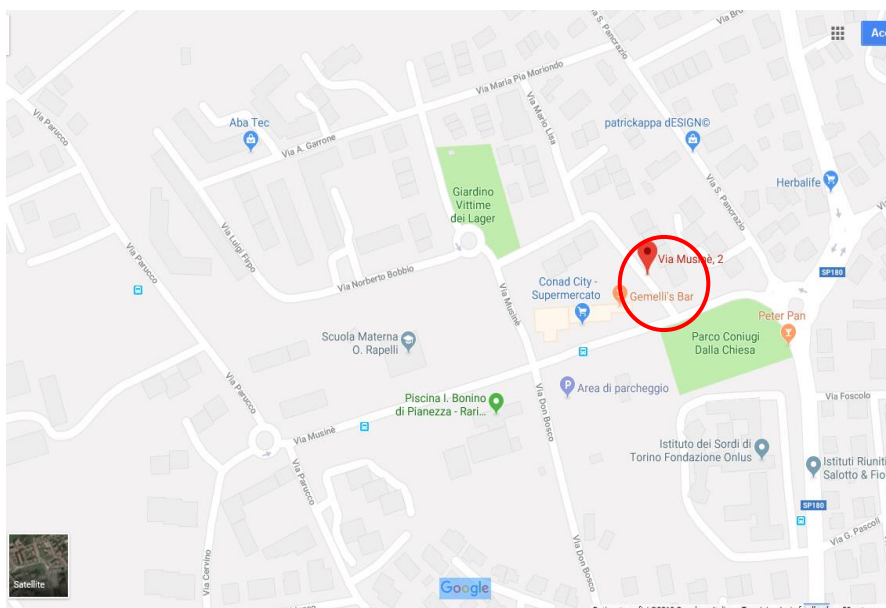 Via S. Pancrazio
Via Bro
Acc
Via Maria Pia Moriondo
Via Parucco
Aba Tec
Via Mario Lisa
patrickappa dESIGN©
Via A. Garrone
Herbalife
Giardino
Vittime
dei Lager
Via S. Pancrazio
Via Luigi Firpo
Via Parucco
Via Musinè, 2
SP180
Via Norberto Bobbio
Conad City -
Supermercato
Gemelli's Bar
Via Musinè
Peter Pan
Scuola Materna
O. Rapelli
Parco Coniugi
Dalla Chiesa
Via Parucco
Area di parcheggio
Piscina I. Bonino
di Pianezza - Rari...
Via Foscolo
Via Musinè
Via Don Bosco
Istituto dei Sordi di
Torino Fondazione Onlus
Istituti Riuniti
Salotto & Fio
Via Parucco
SP180
Via G. Pascoli
Via Cervino
Via Don Bosco
Satellite
Google